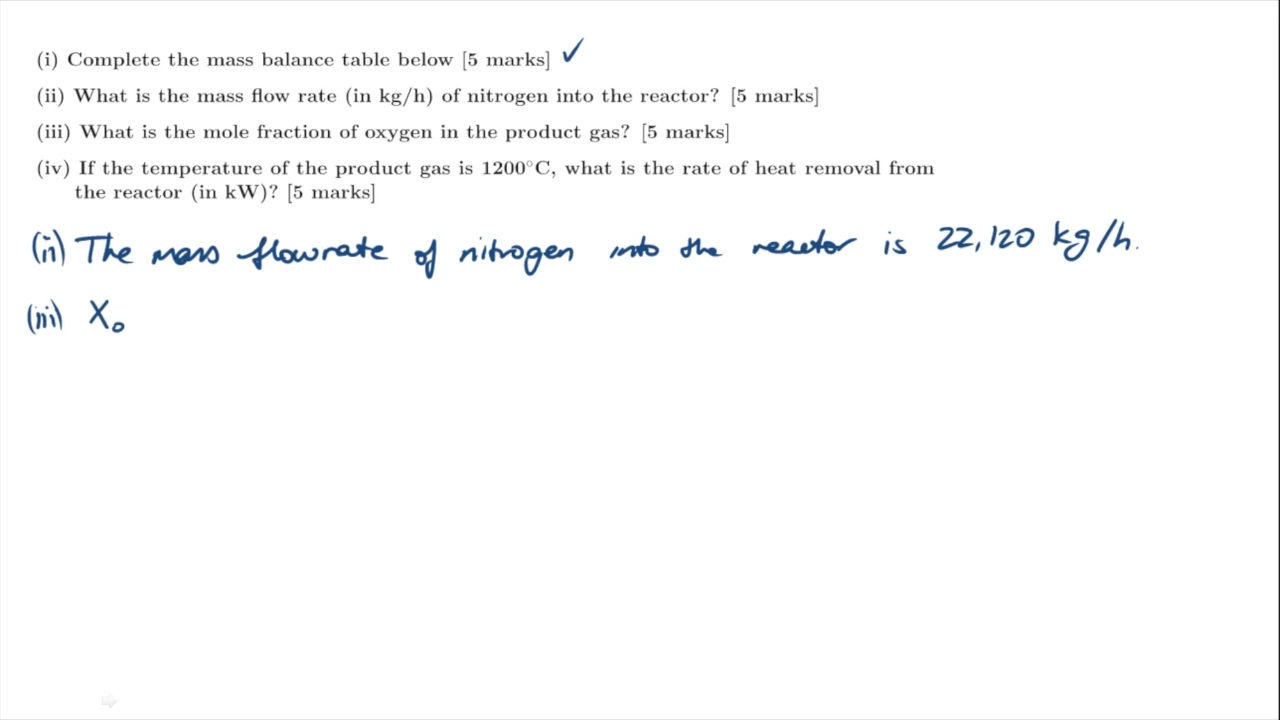 (i) Complete the mass balance table below [5 marks] ✓
(ii) What is the mass flow rate (in kg/h) of nitrogen into the reactor? [5 marks]
(iii) What is the mole fraction of oxygen in the product gas? [5 marks]
(iv) If the temperature of the product gas is 1200°C, what is the rate of heat removal from
the reactor (in kW)? [5 marks]
(ii) The mass flowrate of nitrogen into the reactor is 22,120 kg/h.
(iii) X₀